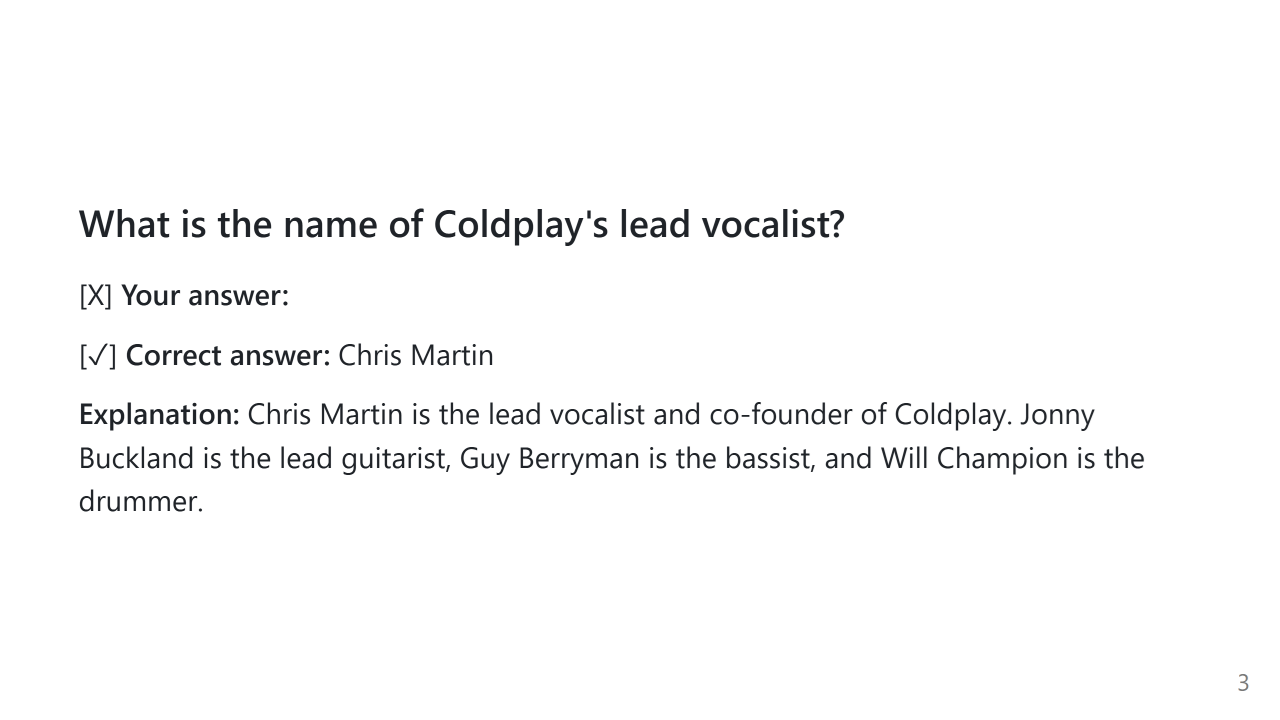 What is the name of Coldplay's lead vocalist?
[X] Your answer:
[✓] Correct answer: Chris Martin
Explanation: Chris Martin is the lead vocalist and co-founder of Coldplay. Jonny
Buckland is the lead guitarist, Guy Berryman is the bassist, and Will Champion is the
drummer.
3